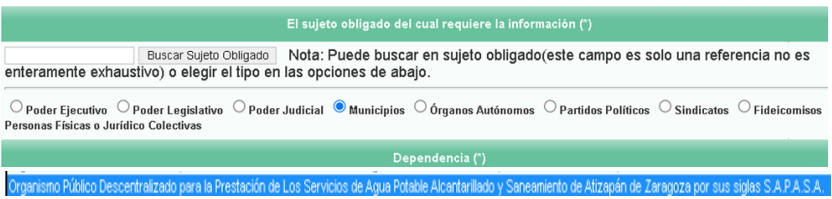 El sujeto obligado del cual requiere la información (*)
Buscar Sujeto Obligado Nota: Puede buscar en sujeto obligado(este campo es solo una referencia no es
enteramente exhaustivo) o elegir el tipo en las opciones de abajo.
Poder Ejecutivo Poder Legislativo Poder Judicial Municipios Órganos Autónomos Partidos Políticos Sindicatos Fideicomisos
Personas Físicas o Jurídico Colectivas
Dependencia (*)
Organismo Público Descentralizado para la Prestación de Los Servicios de Agua Potable Alcantarillado y Saneamiento de Atizapán de Zaragoza por sus siglas S.A.P.A.S.A.